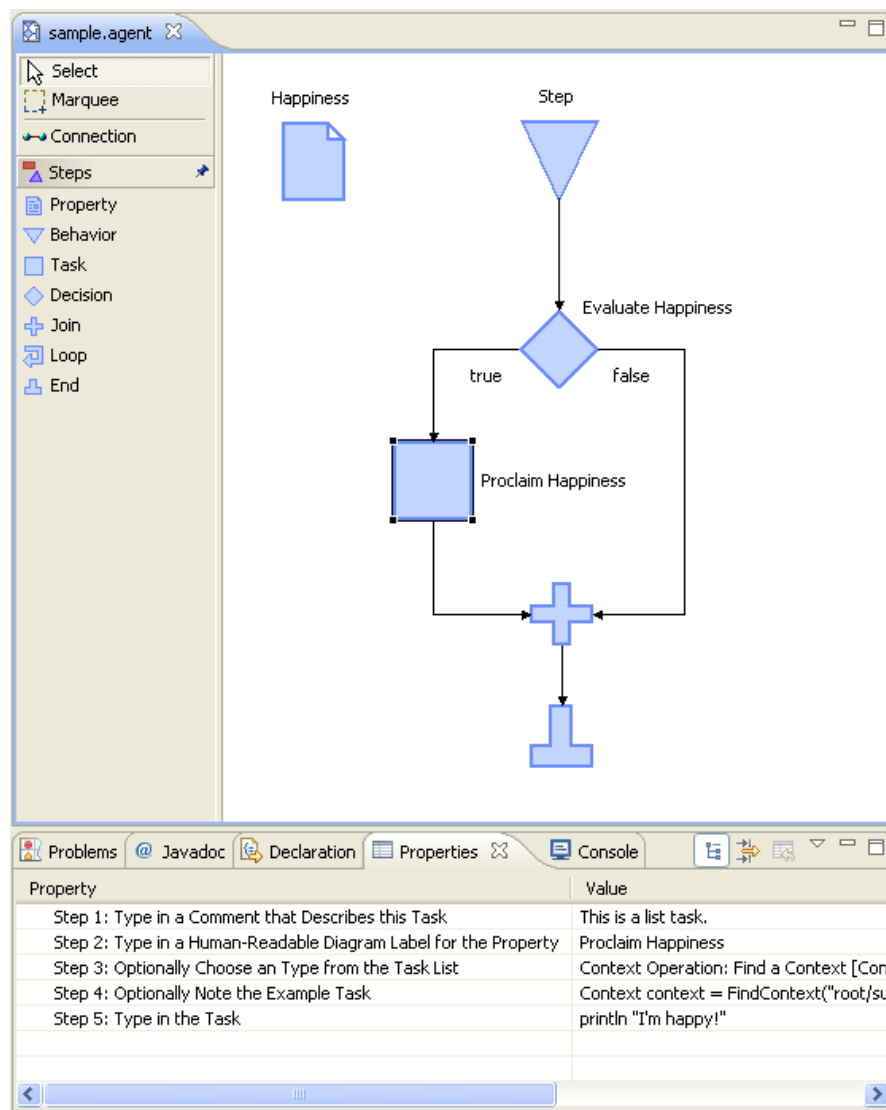 sample.agent
Select
Marquee
Connection
Steps
Property
Behavior
Task
Decision
Join
Loop
End
Happiness
Step
Evaluate Happiness
true
false
Proclaim Happiness
Problems
@ Javadoc
Declaration
Properties
Console
Property
Value
Step 1: Type in a Comment that Describes this Task
This is a list task.
Step 2: Type in a Human-Readable Diagram Label for the Property
Proclaim Happiness
Step 3: Optionally Choose an Type from the Task List
Context Operation: Find a Context [Con
Step 4: Optionally Note the Example Task
Context context = FindContext("root/su
Step 5: Type in the Task
println "I'm happy!"